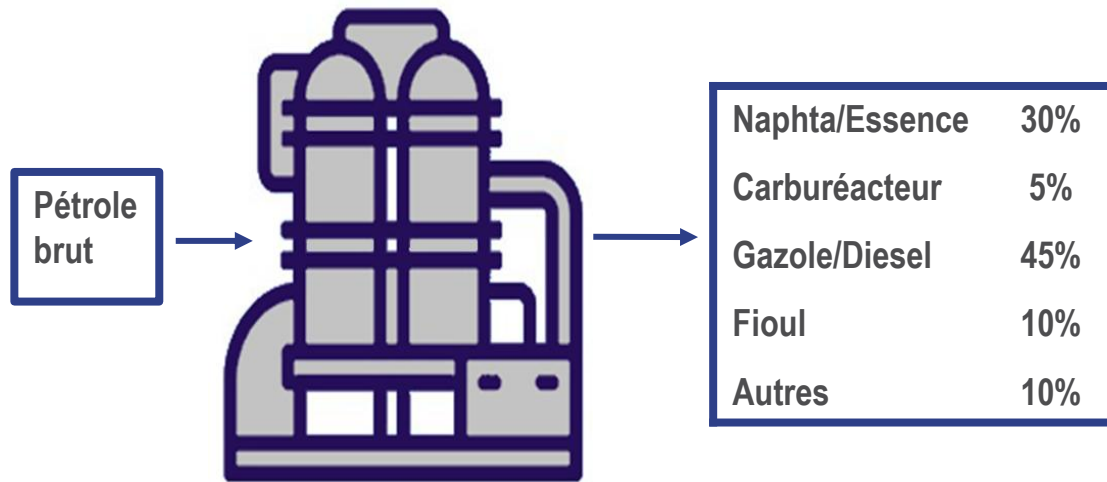 Pétrole
brut
Naphta/Essence 30%
Carburéacteur 5%
Gazole/Diesel 45%
Fioul 10%
Autres 10%